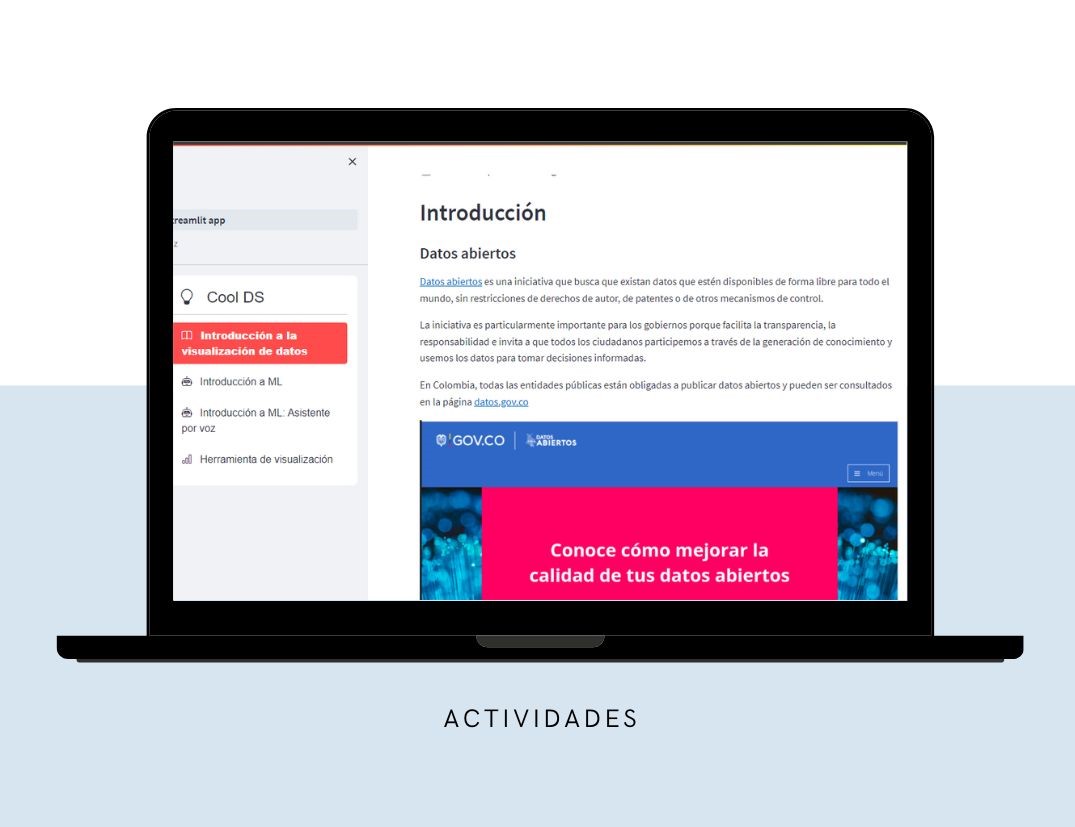 ×
treamlit app
z
Cool DS
Introducción a la
visualización de datos
Introducción a ML
Introducción a ML: Asistente
por voz
Herramienta de visualización
Introducción
Datos abiertos
Datos abiertos es una iniciativa que busca que existan datos que estén disponibles de forma libre para todo el
mundo, sin restricciones de derechos de autor, de patentes o de otros mecanismos de control.
La iniciativa es particularmente importante para los gobiernos porque facilita la transparencia, la
responsabilidad e invita a que todos los ciudadanos participemos a través de la generación de conocimiento y
usemos los datos para tomar decisiones informadas.
En Colombia, todas las entidades públicas están obligadas a publicar datos abiertos y pueden ser consultados
en la página datos.gov.co
GOV.CO
DATOS
ABIERTOS
Menú
Conoce cómo mejorar la
calidad de tus datos abiertos
ACTIVIDADES